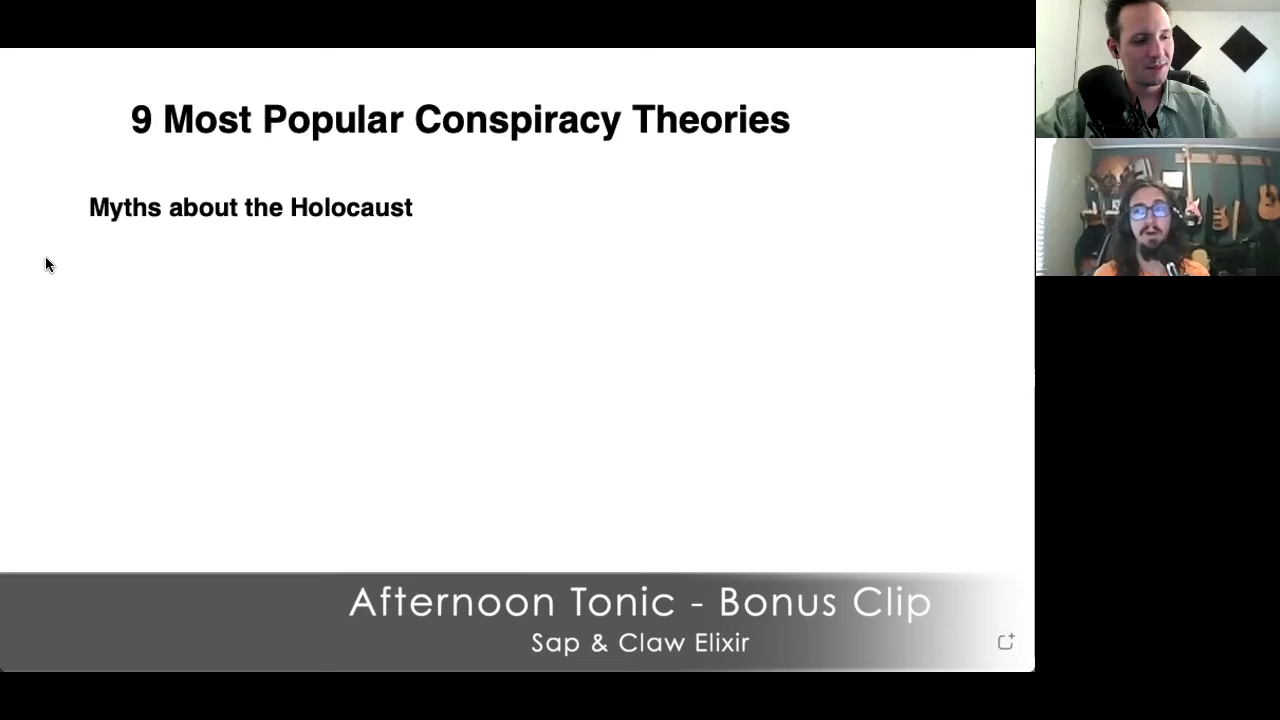 9 Most Popular Conspiracy Theories
Myths about the Holocaust
Afternoon Tonic - Bonus Clip
Sap & Claw Elixir